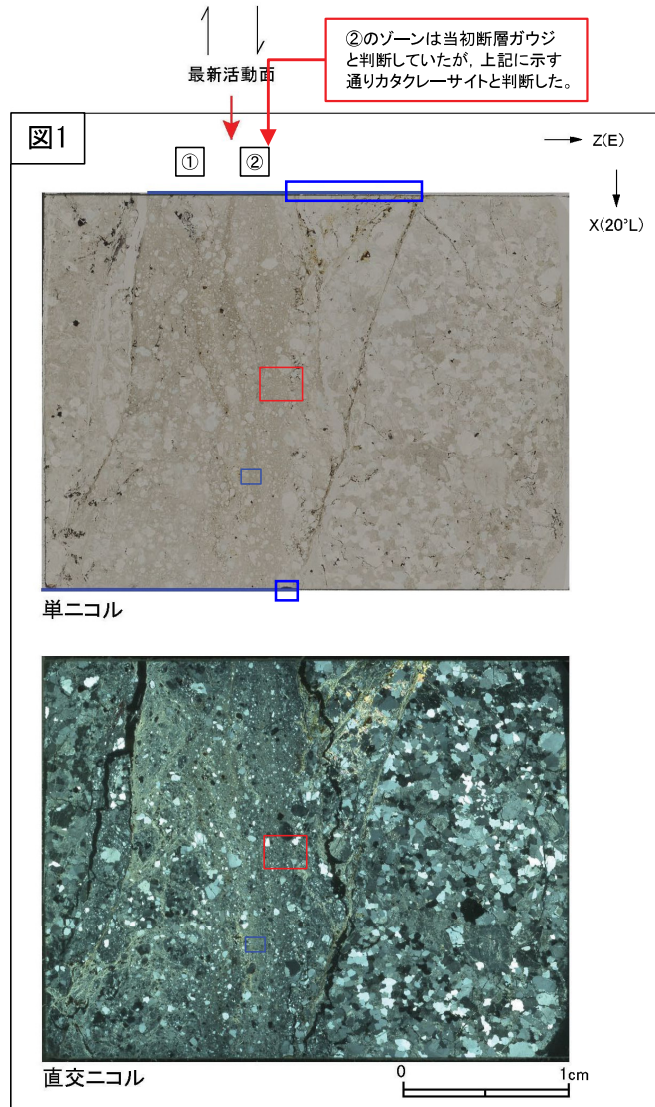 最新活動面
②のゾーンは当初断層ガウジ
と判断していたが，上記に示す
通りカタクレーサイトと判断した。
図1
① ②
Z(E)
X(20°L)
単ニコル
直交ニコル
0 1cm